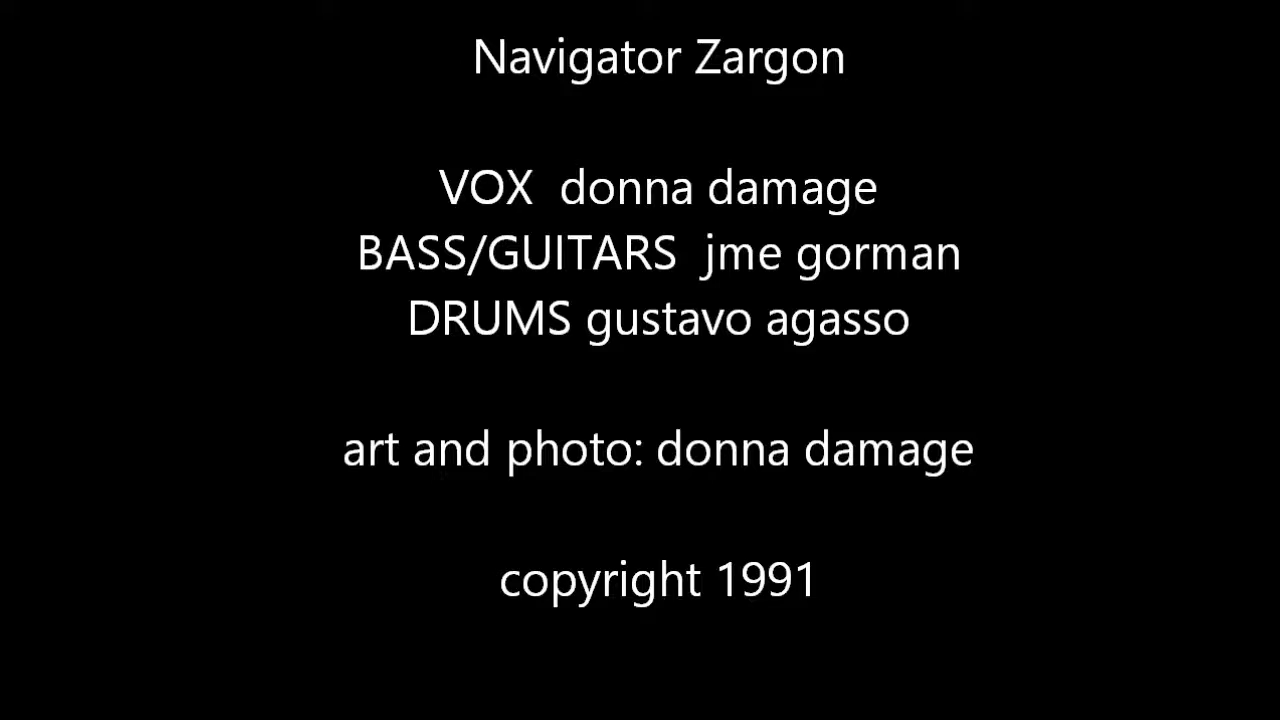 Navigator Zargon
VOX  donna damage
BASS/GUITARS  jme gorman
DRUMS gustavo agasso
art and photo: donna damage
copyright 1991